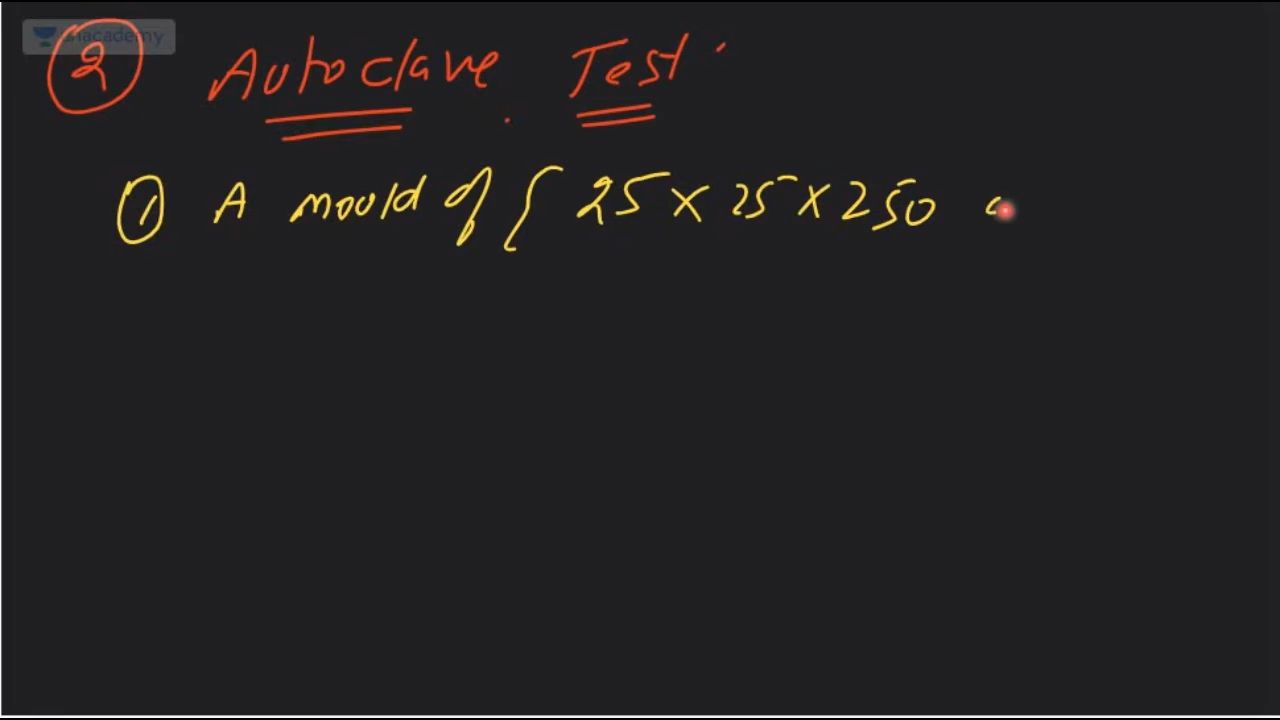 ② Autoclave Test
① A mould of { 25 × 25 × 250